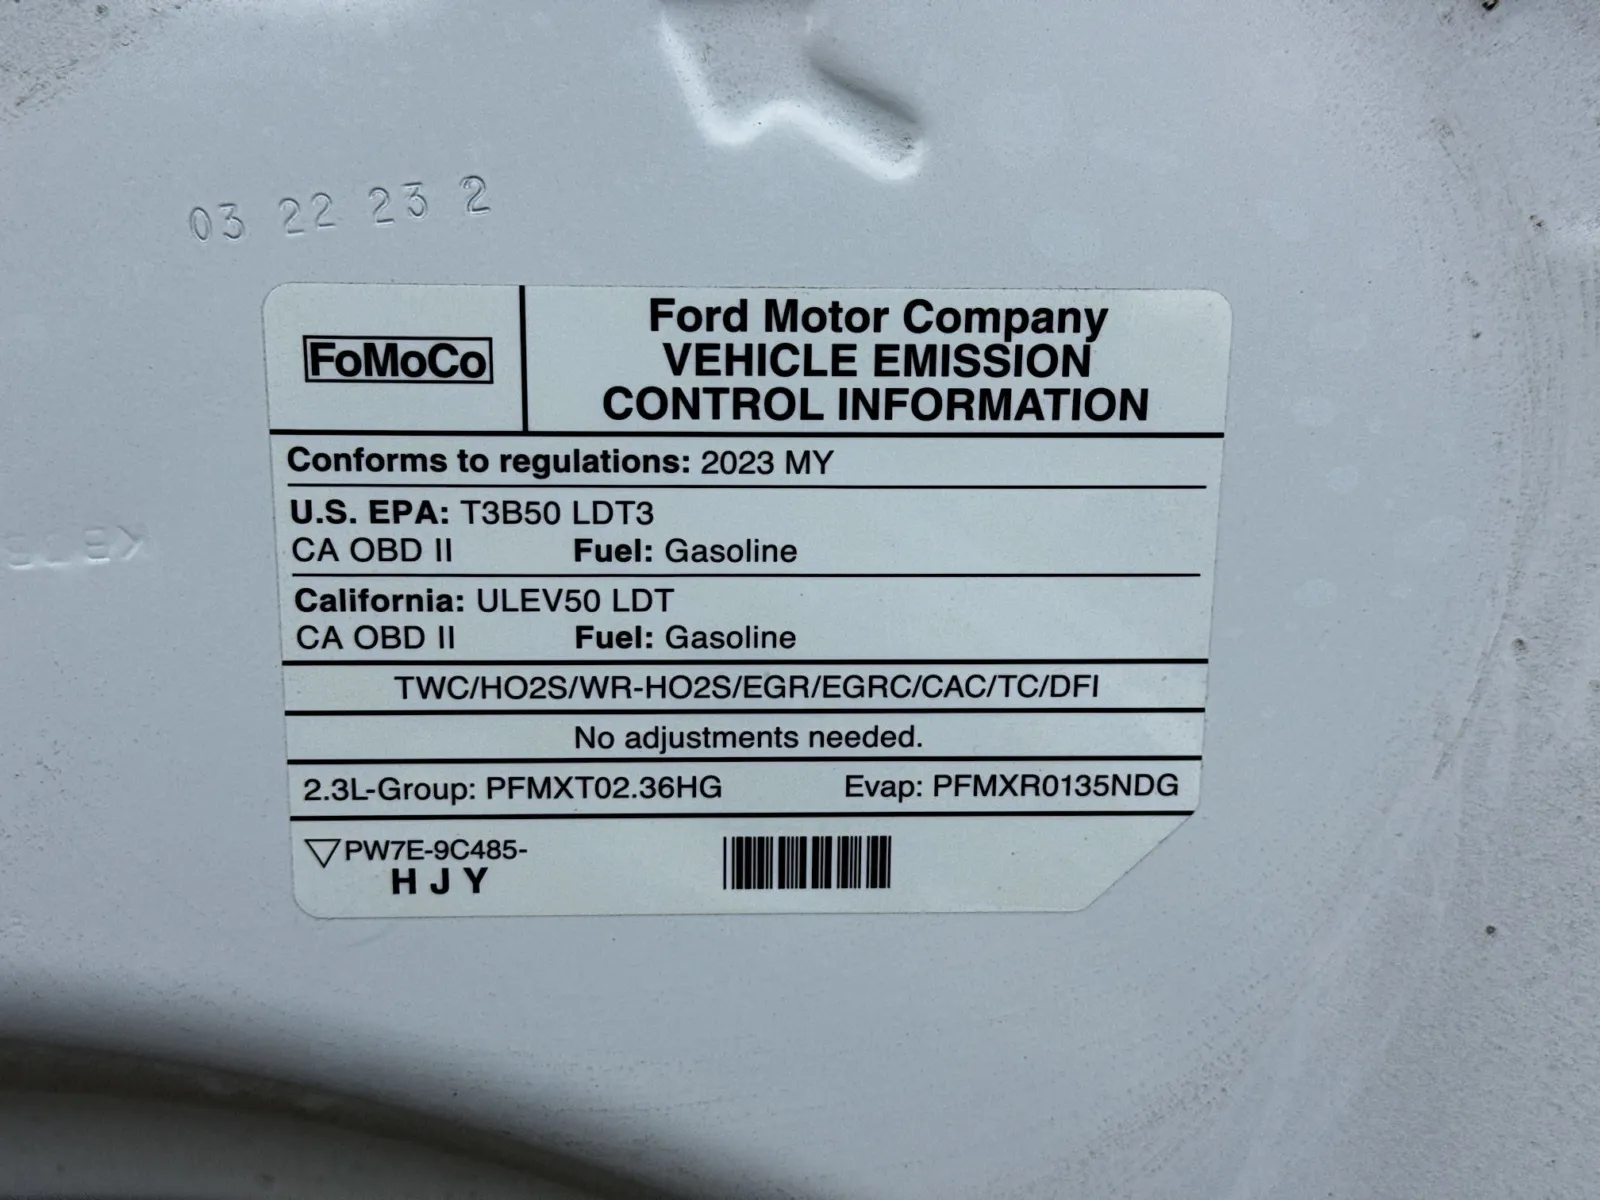 03 22 23 2
FoMoCo
Ford Motor Company
VEHICLE EMISSION
CONTROL INFORMATION
Conforms to regulations: 2023 MY
U.S. EPA: T3B50 LDT3
CA OBD II Fuel: Gasoline
California: ULEV50 LDT
CA OBD II Fuel: Gasoline
TWC/HO2S/WR-HO2S/EGR/EGRC/CAC/TC/DFI
No adjustments needed.
2.3L-Group: PFMXT02.36HG Evap: PFMXR0135NDG
PW7E-9C485-
H J Y